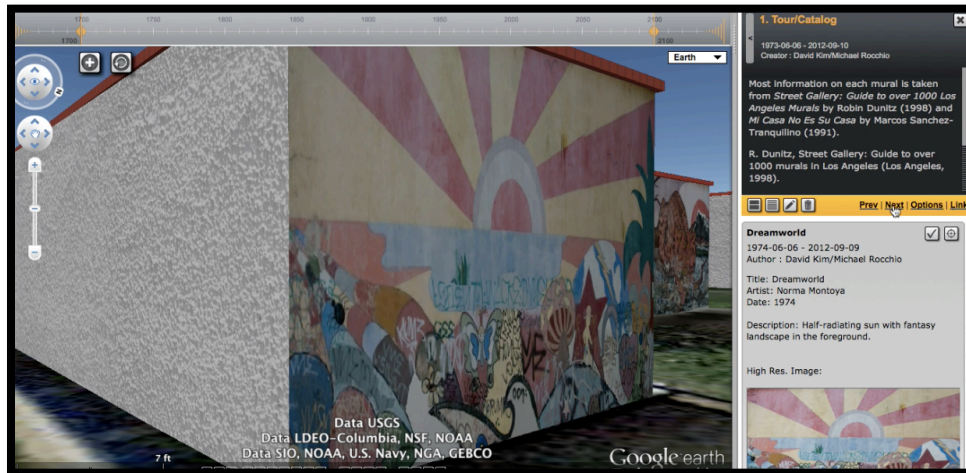 1700 1750 1800 1850 1900 1950 2000 2050 2100
1700 2100
Earth
N
7 ft
Data USGS
Data LDEO-Columbia, NSF, NOAA
Data SIO, NOAA, U.S. Navy, NGA, GEBCO
Google earth
<
1. Tour/Catalog
1973-06-06 - 2012-09-10
Creator : David Kim/Michael Rocchio
Most information on each mural is taken
from Street Gallery: Guide to over 1000 Los
Angeles Murals by Robin Dunitz (1998) and
Mi Casa No Es Su Casa by Marcos Sanchez-
Tranquilino (1991).
R. Dunitz, Street Gallery: Guide to over
1000 murals in Los Angeles (Los Angeles,
1998).
Prev | Next | Options | Link
Dreamworld
1974-06-06 - 2012-09-09
Author : David Kim/Michael Rocchio
Title: Dreamworld
Artist: Norma Montoya
Date: 1974
Description: Half-radiating sun with fantasy
landscape in the foreground.
High Res. Image: